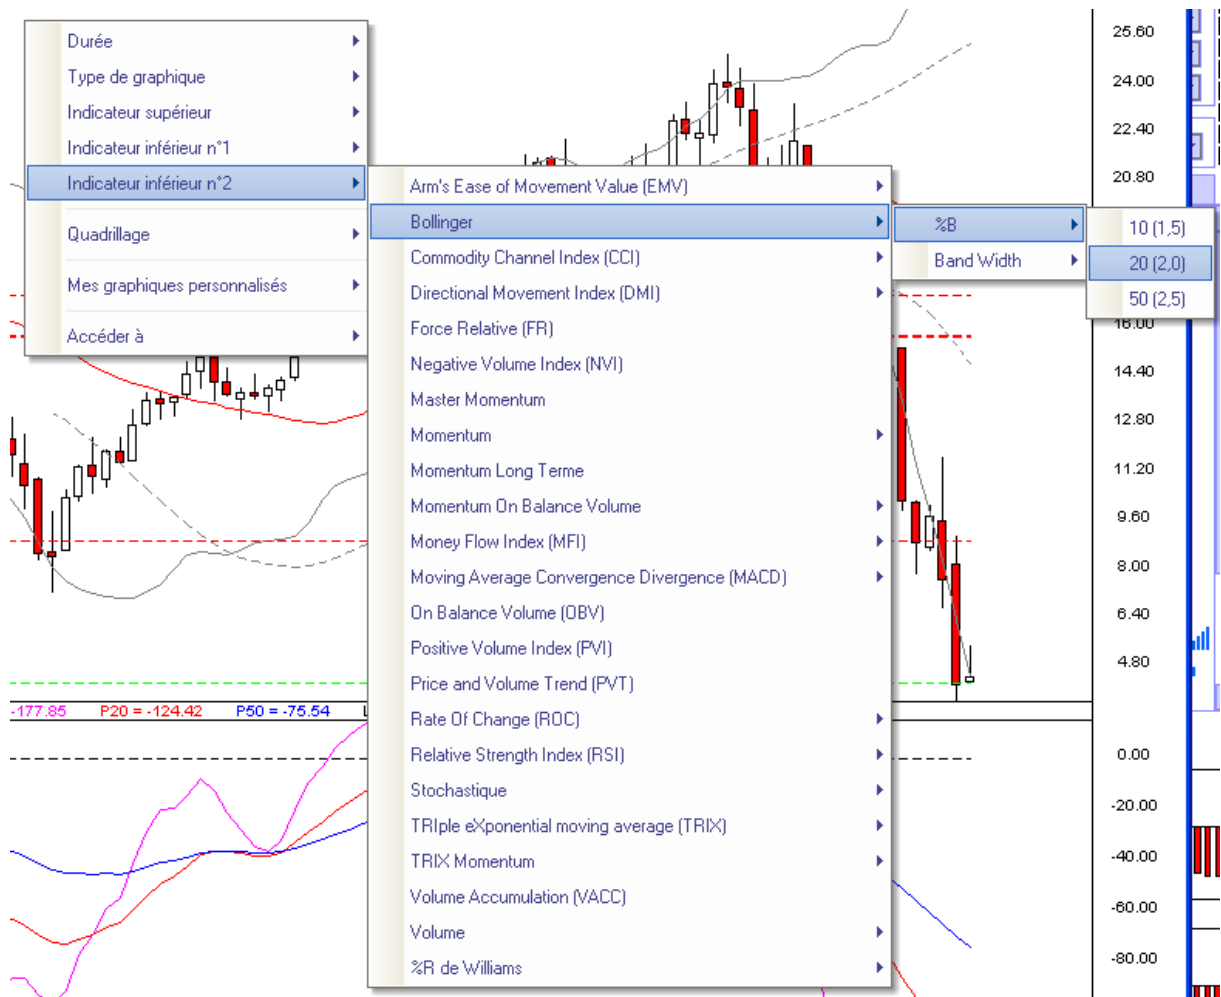 Durée
Type de graphique
Indicateur supérieur
Indicateur inférieur n°1
Indicateur inférieur n°2
Quadrillage
Mes graphiques personnalisés
Accéder à
Arm's Ease of Movement Value (EMV)
Bollinger
Commodity Channel Index (CCI)
Directional Movement Index (DMI)
Force Relative (FR)
Negative Volume Index (NVI)
Master Momentum
Momentum
Momentum Long Terme
Momentum On Balance Volume
Money Flow Index (MFI)
Moving Average Convergence Divergence (MACD)
On Balance Volume (OBV)
Positive Volume Index (PVI)
Price and Volume Trend (PVT)
Rate Of Change (ROC)
Relative Strength Index (RSI)
Stochastique
TRIple eXponential moving average (TRIX)
TRIX Momentum
Volume Accumulation (VACC)
Volume
%R de Williams
%B
Band Width
10 (1,5)
20 (2,0)
50 (2,5)
25.60
24.00
22.40
20.80
16.00
14.40
12.80
11.20
9.60
8.00
6.40
4.80
-177.85 P20 = -124.42 P50 = -75.54
0.00
-20.00
-40.00
-60.00
-80.00